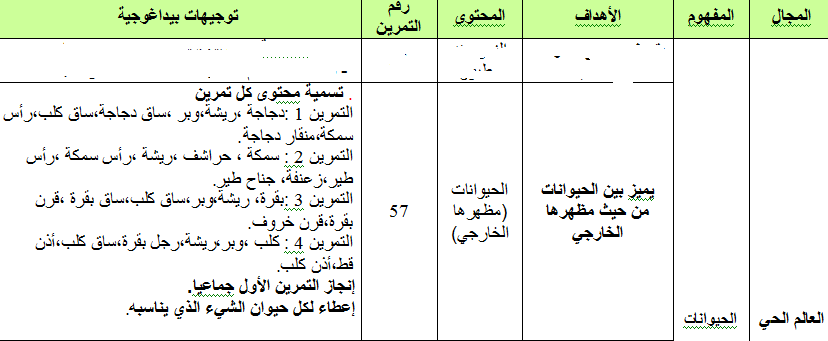 المجال
المفهوم
الأهداف
المحتوى
رقم
التمرين
توجيهات بيداغوجية
العالم الحي
الحيوانات
يميز بين الحيوانات
من حيث مظهرها
الخارجي
الحيوانات
(مظهرها
الخارجي)
57
. تسمية محتوى كل تمرين
التمرين 1 :دجاجة ،ريشة،وبر ،ساق دجاجة،ساق كلب،رأس
سمكة،منقار دجاجة.
التمرين 2 : سمكة ، حراشف ،ريشة ،رأس سمكة ،رأس
طير،زعنفة، جناح طير.
التمرين 3 :بقرة، ريشة،وبر،ساق كلب،ساق بقرة ،قرن
بقرة،قرن خروف.
التمرين 4 : كلب ،وبر،ريشة،رجل بقرة،ساق كلب،أذن
قط،أذن كلب.
إنجاز التمرين الأول جماعيا.
إعطاء لكل حيوان الشيء الذي يناسبه.